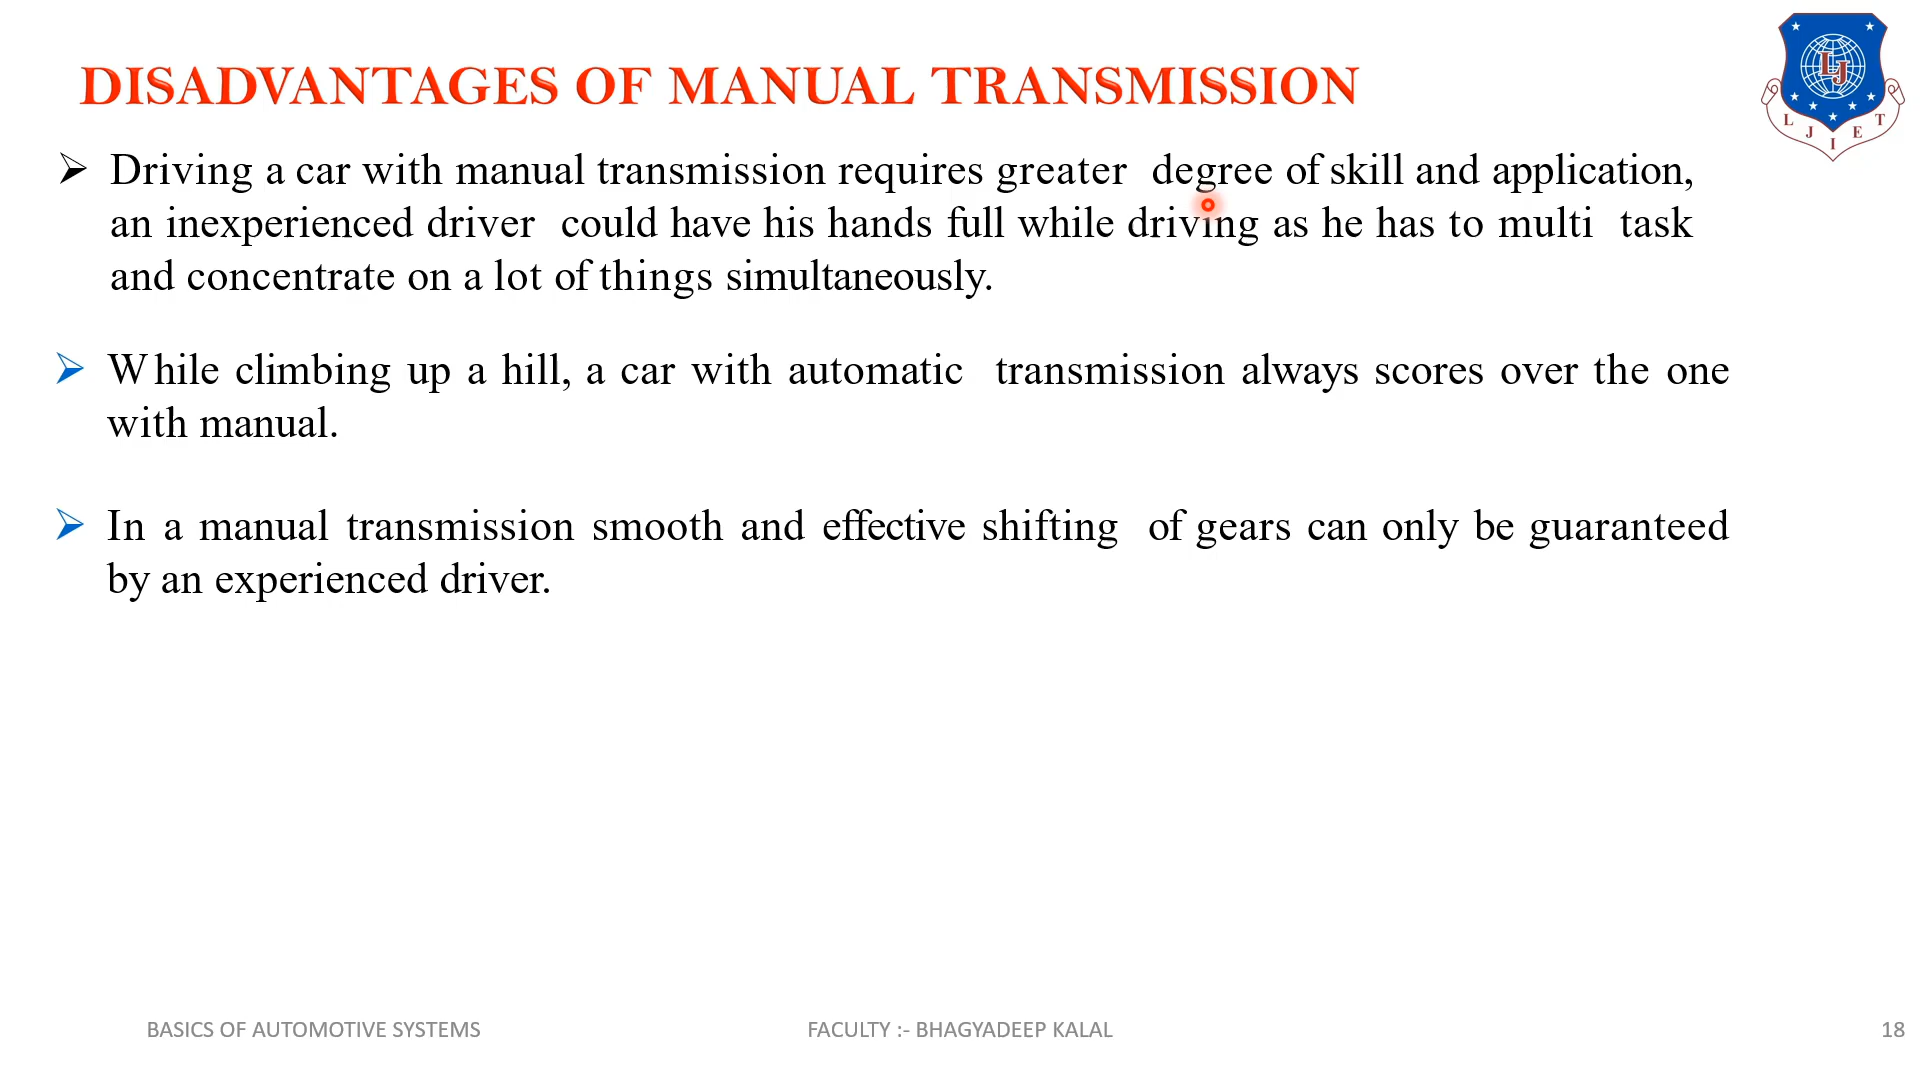 DISADVANTAGES OF MANUAL TRANSMISSION
LJ
L J I E T
Driving a car with manual transmission requires greater degree of skill and application,
an inexperienced driver could have his hands full while driving as he has to multi task
and concentrate on a lot of things simultaneously.
While climbing up a hill, a car with automatic transmission always scores over the one
with manual.
In a manual transmission smooth and effective shifting of gears can only be guaranteed
by an experienced driver.
BASICS OF AUTOMOTIVE SYSTEMS
FACULTY :- BHAGYADEEP KALAL
18